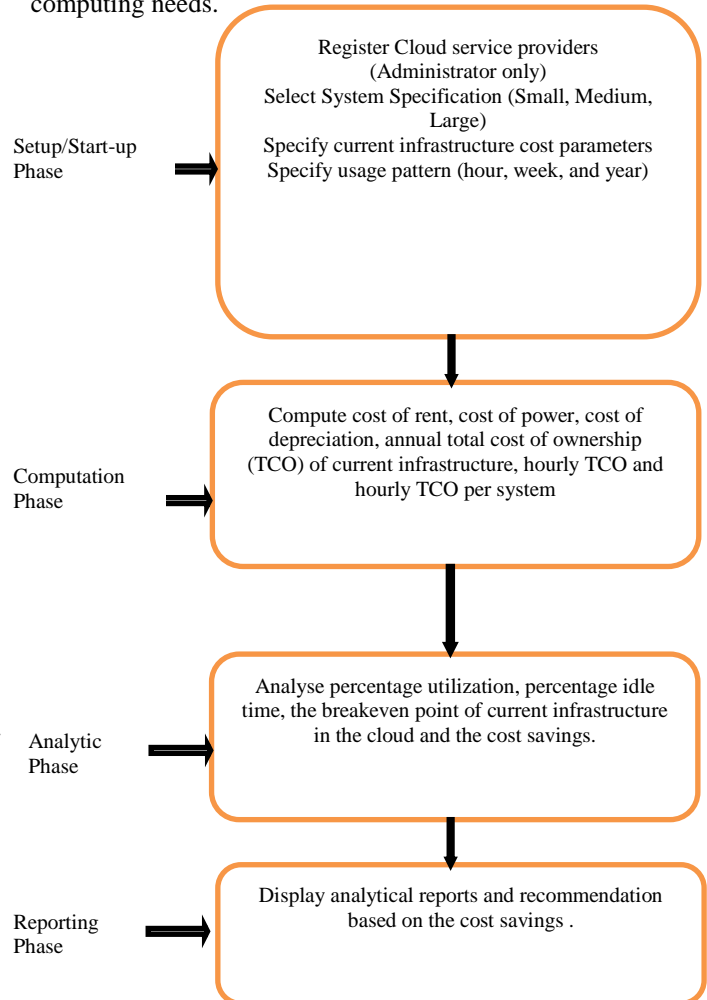 computing needs.
Register Cloud service providers
(Administrator only)
Select System Specification (Small, Medium,
Large)
Specify current infrastructure cost parameters
Specify usage pattern (hour, week, and year)
Setup/Start-up
Phase
Compute cost of rent, cost of power, cost of
depreciation, annual total cost of ownership
(TCO) of current infrastructure, hourly TCO and
hourly TCO per system
Computation
Phase
Analyse percentage utilization, percentage idle
time, the breakeven point of current infrastructure
in the cloud and the cost savings.
Analytic
Phase
Display analytical reports and recommendation
based on the cost savings .
Reporting
Phase